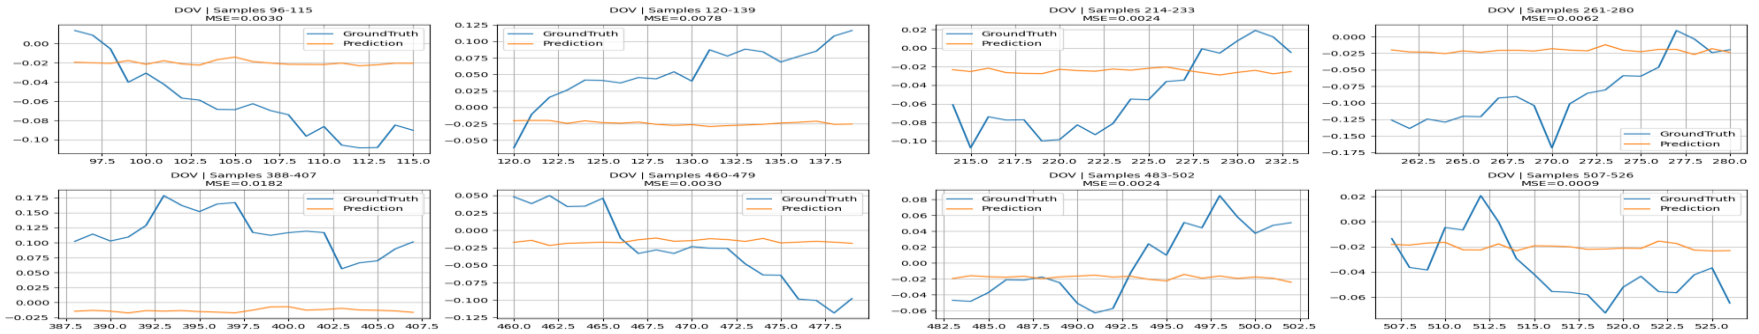 DOV | Samples 96-115
MSE=0.0030
GroundTruth
Prediction
0.00
−0.02
−0.04
−0.06
−0.08
−0.10
97.5 100.0 102.5 105.0 107.5 110.0 112.5 115.0
DOV | Samples 120-139
MSE=0.0078
GroundTruth
Prediction
0.125
0.100
0.075
0.050
0.025
0.000
−0.025
−0.050
120.0 122.5 125.0 127.5 130.0 132.5 135.0 137.5
DOV | Samples 214-233
MSE=0.0024
GroundTruth
Prediction
0.02
0.00
−0.02
−0.04
−0.06
−0.08
−0.10
215.0 217.5 220.0 222.5 225.0 227.5 230.0 232.5
DOV | Samples 261-280
MSE=0.0062
0.000
−0.025
−0.050
−0.075
−0.100
−0.125
−0.150
−0.175
GroundTruth
Prediction
262.5 265.0 267.5 270.0 272.5 275.0 277.5 280.0
DOV | Samples 388-407
MSE=0.0182
GroundTruth
Prediction
0.175
0.150
0.125
0.100
0.075
0.050
0.025
0.000
−0.025
387.5 390.0 392.5 395.0 397.5 400.0 402.5 405.0 407.5
DOV | Samples 460-479
MSE=0.0030
GroundTruth
Prediction
0.050
0.025
0.000
−0.025
−0.050
−0.075
−0.100
460.0 462.5 465.0 467.5 470.0 472.5 475.0 477.5
DOV | Samples 483-502
MSE=0.0024
GroundTruth
Prediction
0.08
0.06
0.04
0.02
0.00
−0.02
−0.04
−0.06
482.5 485.0 487.5 490.0 492.5 495.0 497.5 500.0 502.5
DOV | Samples 507-526
MSE=0.0009
GroundTruth
Prediction
0.02
0.00
−0.02
−0.04
−0.06
507.5 510.0 512.5 515.0 517.5 520.0 522.5 525.0